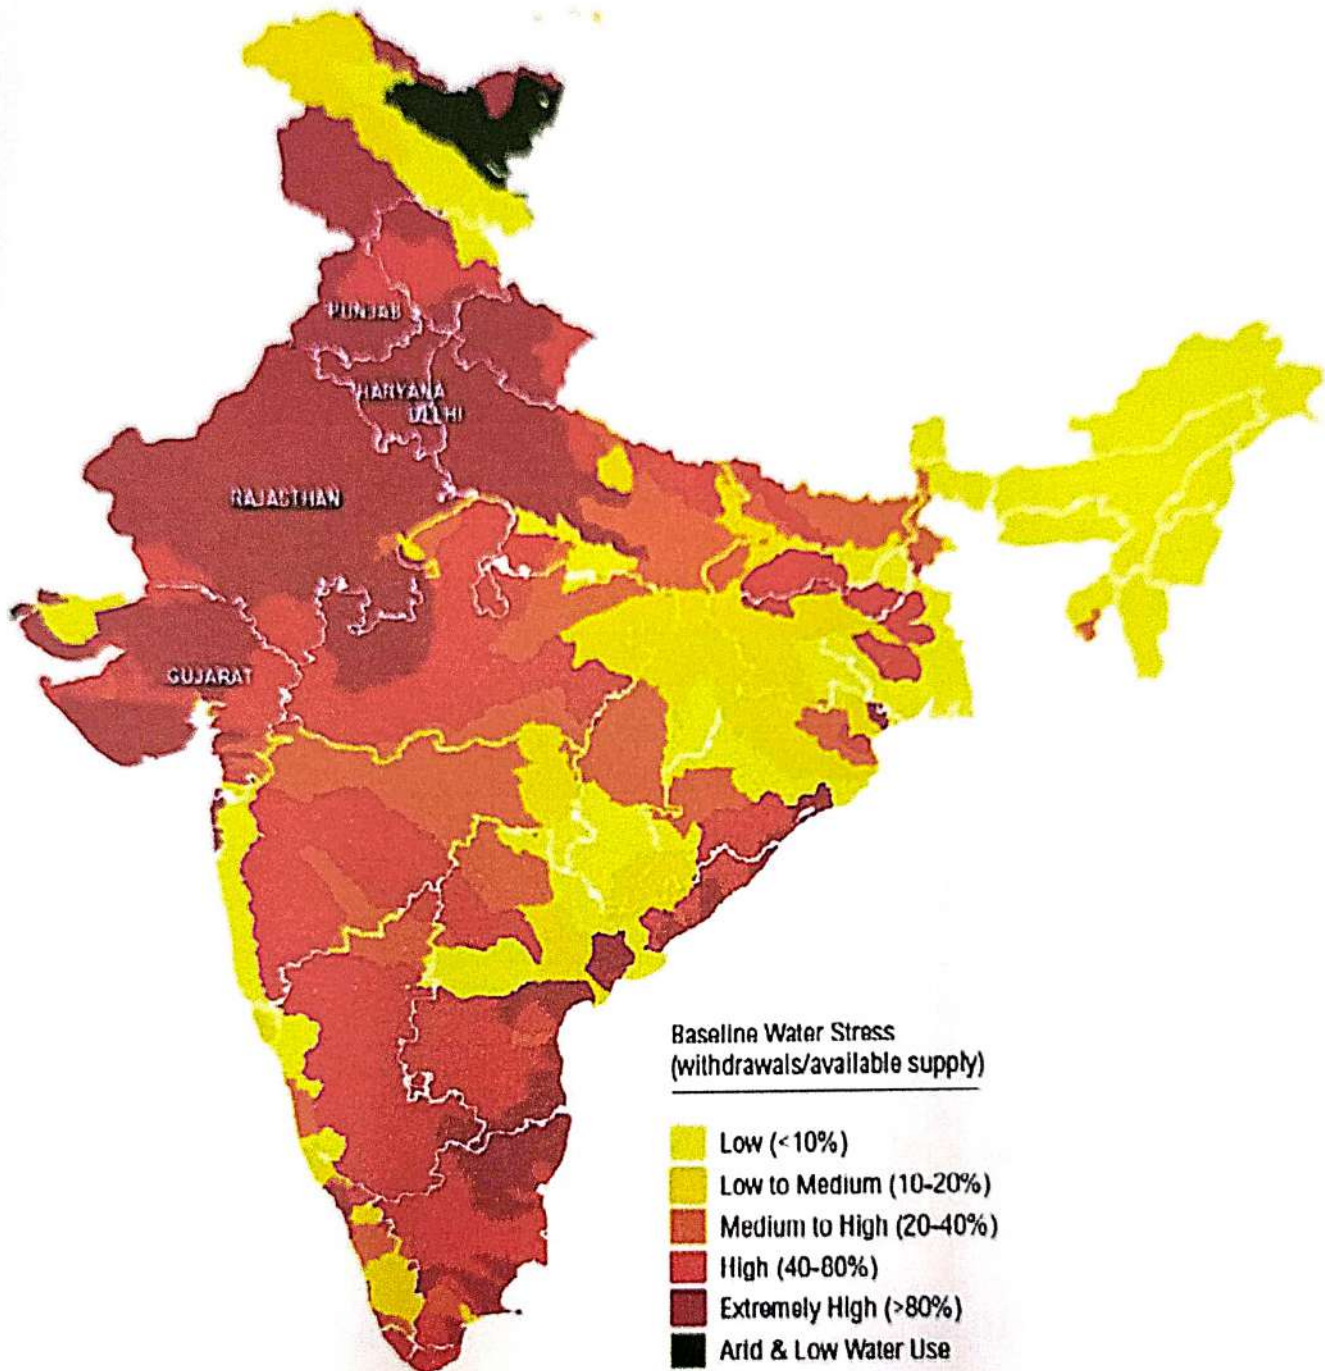 PUNJAB
HARYANA
DELHI
RAJASTHAN
GUJARAT
Baseline Water Stress
(withdrawals/available supply)
Low (<10%)
Low to Medium (10-20%)
Medium to High (20-40%)
High (40-80%)
Extremely High (>80%)
Arid & Low Water Use